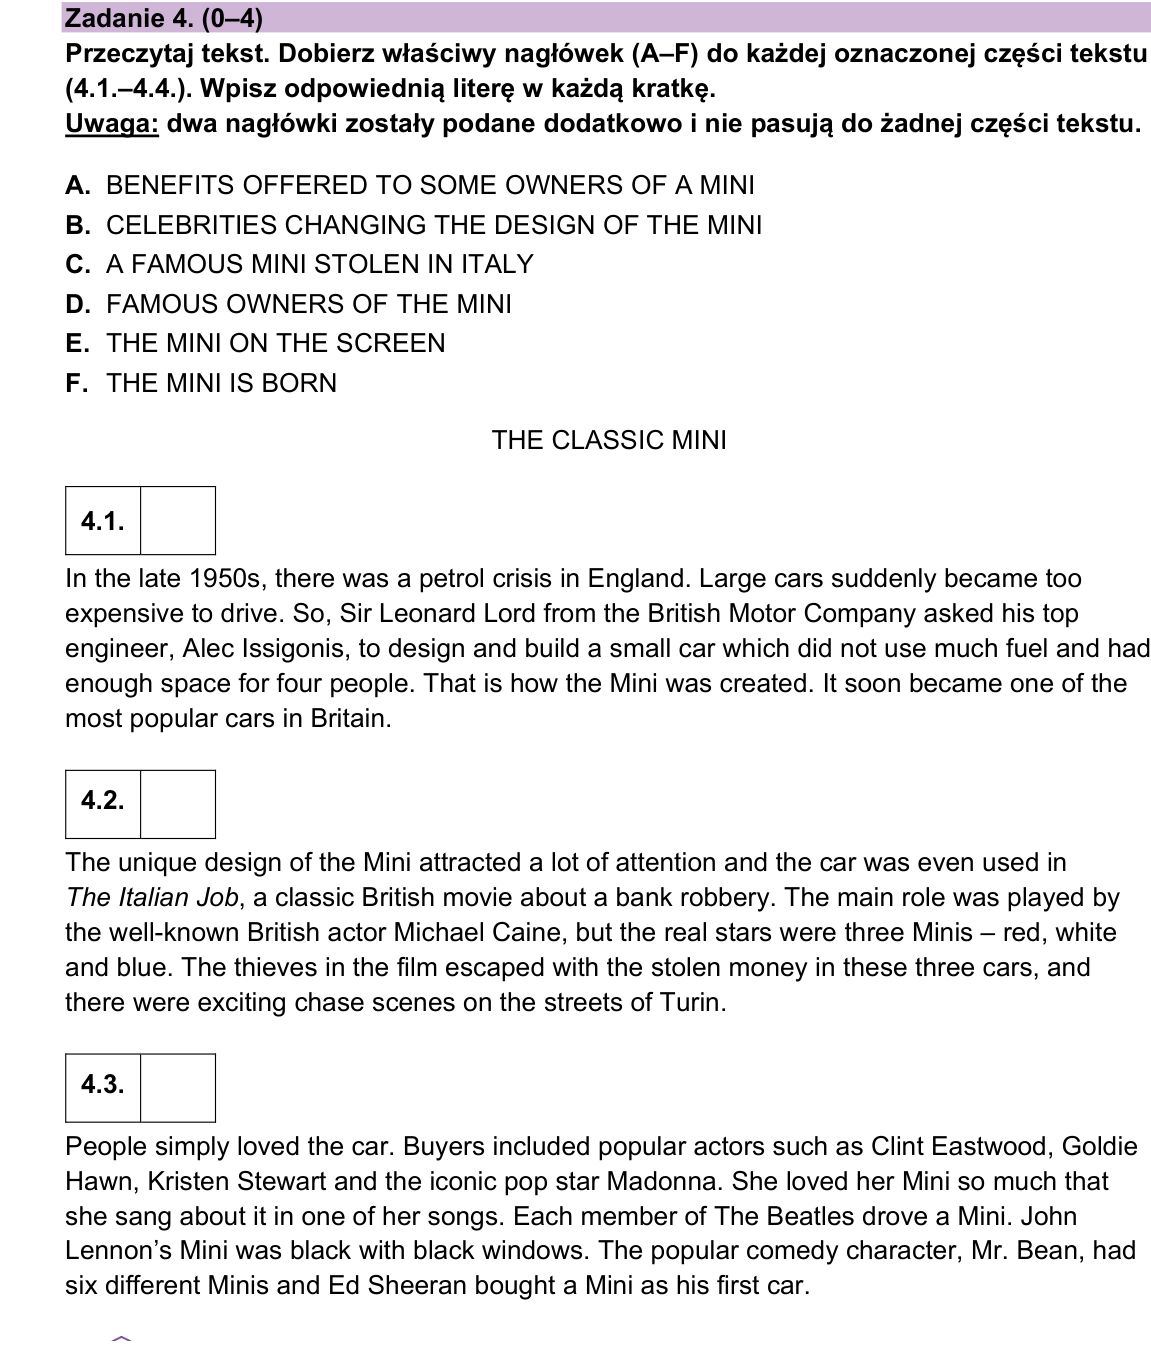 Zadanie 4. (0–4)
Przeczytaj tekst. Dobierz właściwy nagłówek (A–F) do każdej oznaczonej części tekstu
(4.1.–4.4.). Wpisz odpowiednią literę w każdą kratkę.
Uwaga: dwa nagłówki zostały podane dodatkowo i nie pasują do żadnej części tekstu.
A. BENEFITS OFFERED TO SOME OWNERS OF A MINI
B. CELEBRITIES CHANGING THE DESIGN OF THE MINI
C. A FAMOUS MINI STOLEN IN ITALY
D. FAMOUS OWNERS OF THE MINI
E. THE MINI ON THE SCREEN
F. THE MINI IS BORN
THE CLASSIC MINI
4.1.
In the late 1950s, there was a petrol crisis in England. Large cars suddenly became too
expensive to drive. So, Sir Leonard Lord from the British Motor Company asked his top
engineer, Alec Issigonis, to design and build a small car which did not use much fuel and had
enough space for four people. That is how the Mini was created. It soon became one of the
most popular cars in Britain.
4.2.
The unique design of the Mini attracted a lot of attention and the car was even used in
The Italian Job, a classic British movie about a bank robbery. The main role was played by
the well-known British actor Michael Caine, but the real stars were three Minis – red, white
and blue. The thieves in the film escaped with the stolen money in these three cars, and
there were exciting chase scenes on the streets of Turin.
4.3.
People simply loved the car. Buyers included popular actors such as Clint Eastwood, Goldie
Hawn, Kristen Stewart and the iconic pop star Madonna. She loved her Mini so much that
she sang about it in one of her songs. Each member of The Beatles drove a Mini. John
Lennon’s Mini was black with black windows. The popular comedy character, Mr. Bean, had
six different Minis and Ed Sheeran bought a Mini as his first car.